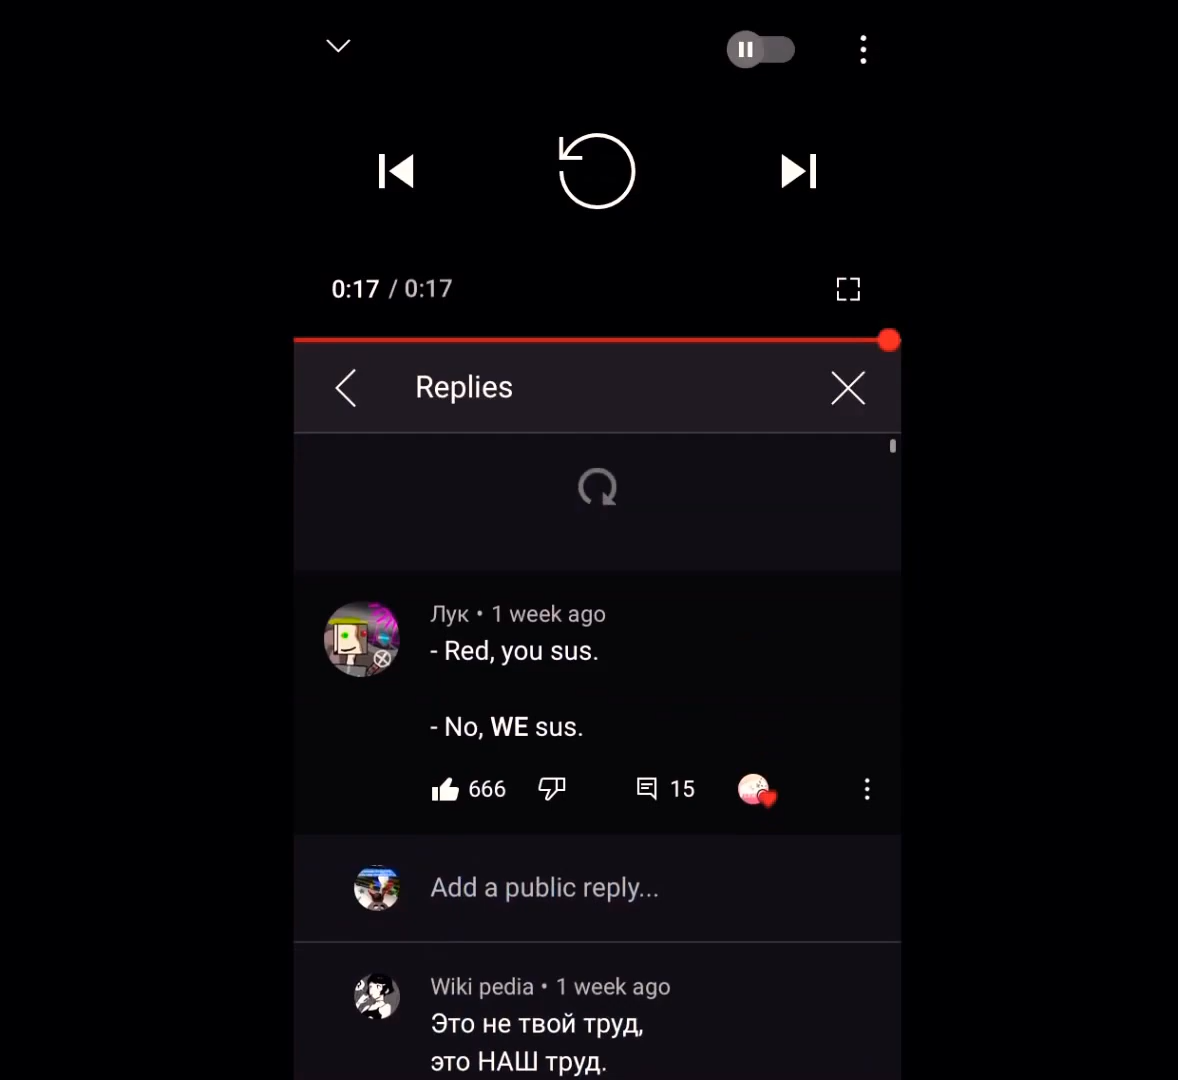 0:17 / 0:17
Replies
Лук • 1 week ago
- Red, you sus.
- No, WE sus.
666 15
Add a public reply...
Wiki pedia • 1 week ago
Это не твой труд,
это НАШ труд.